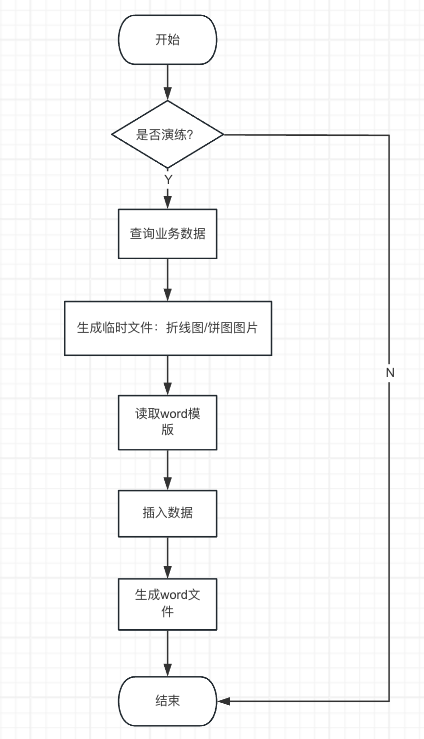 开始
是否演练?
Y
查询业务数据
生成临时文件：折线图/饼图图片
N
读取word模
版
插入数据
生成word文
件
结束